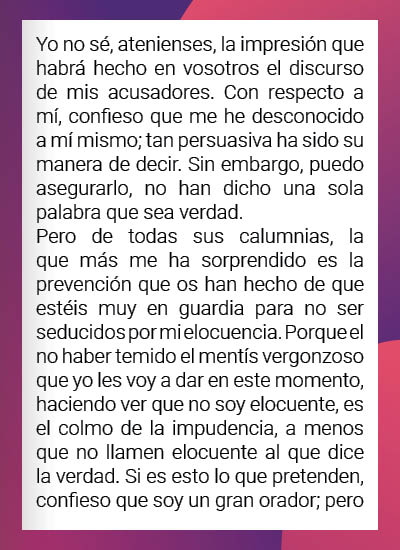 Yo no sé, atenienses, la impresión que
habrá hecho en vosotros el discurso
de mis acusadores. Con respecto a
mí, confieso que me he desconocido
a mí mismo; tan persuasiva ha sido su
manera de decir. Sin embargo, puedo
asegurarlo, no han dicho una sola
palabra que sea verdad.
Pero de todas sus calumnias, la
que más me ha sorprendido es la
prevención que os han hecho de que
estéis muy en guardia para no ser
seducidos por mi elocuencia. Porque el
no haber temido el mentís vergonzoso
que yo les voy a dar en este momento,
haciendo ver que no soy elocuente, es
el colmo de la impudencia, a menos
que no llamen elocuente al que dice
la verdad. Si es esto lo que pretenden,
confieso que soy un gran orador; pero